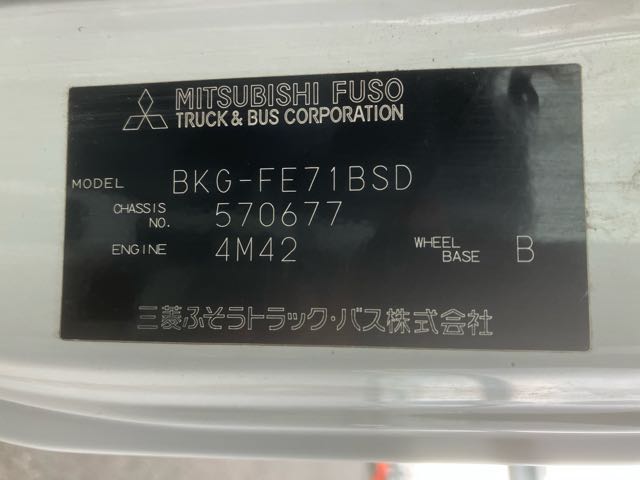 MITSUBISHI FUSO
TRUCK & BUS CORPORATION
MODEL BKG-FE71BSD
CHASSIS NO. 570677
ENGINE 4M42 WHEEL BASE B
三菱ふそうトラック・バス株式会社